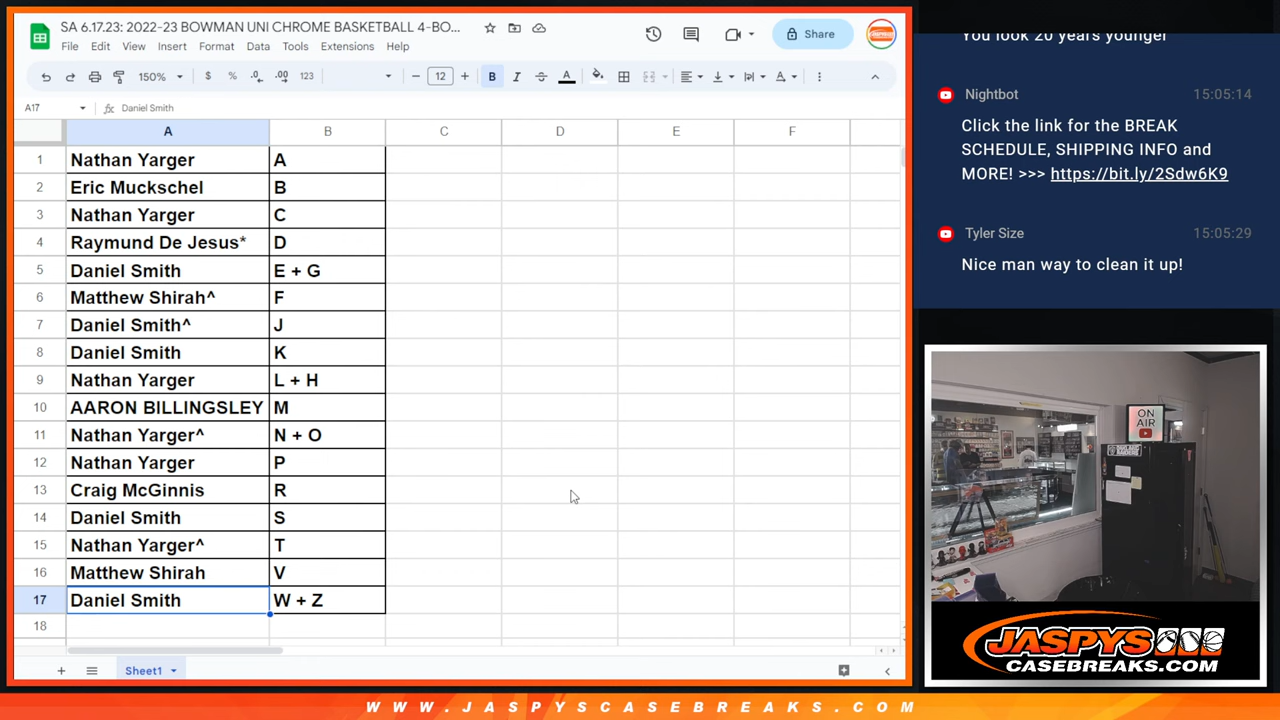 SA 6.17.23: 2022-23 BOWMAN UNI CHROME BASKETBALL 4-BO...
File Edit View Insert Format Data Tools Extensions Help
Share
150% $ % .0 .00 123 12 B I A
A17 fx Daniel Smith
A B C D E F
1 Nathan Yarger A
2 Eric Muckschel B
3 Nathan Yarger C
4 Raymund De Jesus* D
5 Daniel Smith E + G
6 Matthew Shirah^ F
7 Daniel Smith^ J
8 Daniel Smith K
9 Nathan Yarger L + H
10 AARON BILLINGSLEY M
11 Nathan Yarger^ N + O
12 Nathan Yarger P
13 Craig McGinnis R
14 Daniel Smith S
15 Nathan Yarger^ T
16 Matthew Shirah V
17 Daniel Smith W + Z
18
Sheet1
You look 20 years younger
Nightbot 15:05:14
Click the link for the BREAK
SCHEDULE, SHIPPING INFO and
MORE! >>> https://bit.ly/2Sdw6K9
Tyler Size 15:05:29
Nice man way to clean it up!
ON
AIR
JASPYS
CASEBREAKS.COM
WWW.JASPYSCASEBREAKS.COM